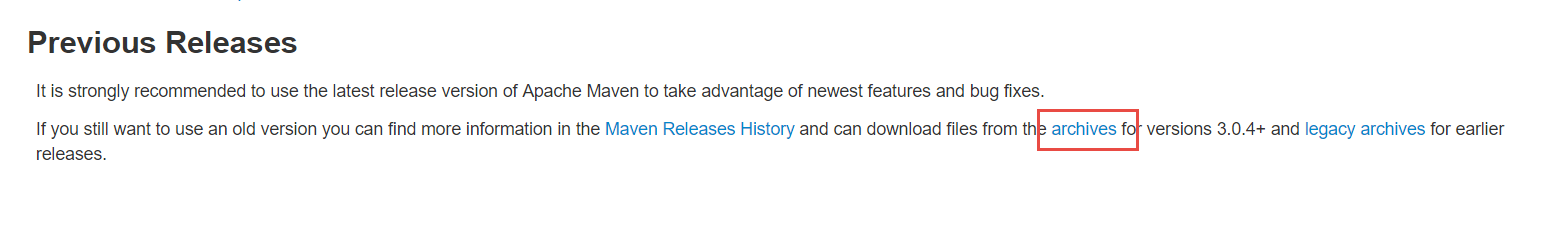 Previous Releases
It is strongly recommended to use the latest release version of Apache Maven to take advantage of newest features and bug fixes.
If you still want to use an old version you can find more information in the Maven Releases History and can download files from the archives for versions 3.0.4+ and legacy archives for earlier
releases.